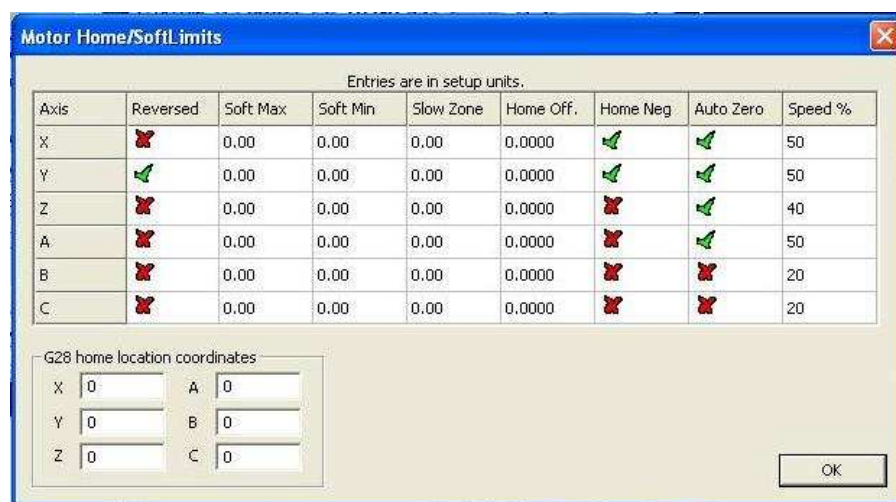 Motor Home/SoftLimits
Entries are in setup units.
Axis Reversed Soft Max Soft Min Slow Zone Home Off. Home Neg Auto Zero Speed %
X 0.00 0.00 0.00 0.0000 50
Y 0.00 0.00 0.00 0.0000 50
Z 0.00 0.00 0.00 0.0000 40
A 0.00 0.00 0.00 0.0000 50
B 0.00 0.00 0.00 0.0000 20
C 0.00 0.00 0.00 0.0000 20
G28 home location coordinates
X 0 A 0
Y 0 B 0
Z 0 C 0
OK